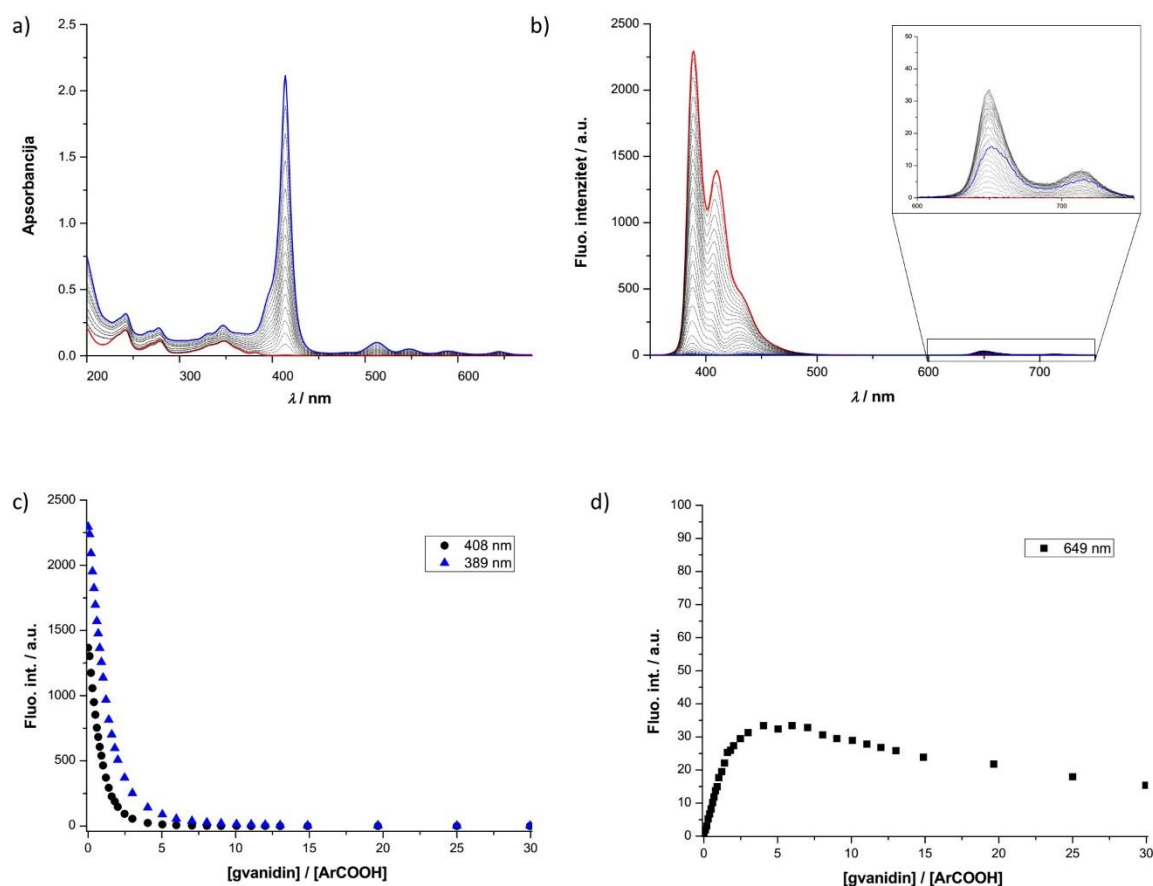 a)
2.5
2.0
1.5
1.0
0.5
0.0
Apsorbancija
200 300 400 500 600
λ / nm
b)
2500
2000
1500
1250
1000
500
0
Fluo. intenzitet / a.u.
400 500 600 700
λ / nm
50
40
30
20
10
0
600 700
c)
2500
2000
1500
1000
500
0
Fluo. int. / a.u.
408 nm
389 nm
0 5 10 15 20 25 30
[gvanidin] / [ArCOOH]
d)
100
90
80
70
60
50
40
30
20
10
0
Fluo. int. / a.u.
649 nm
0 5 10 15 20 25 30
[gvanidin] / [ArCOOH]